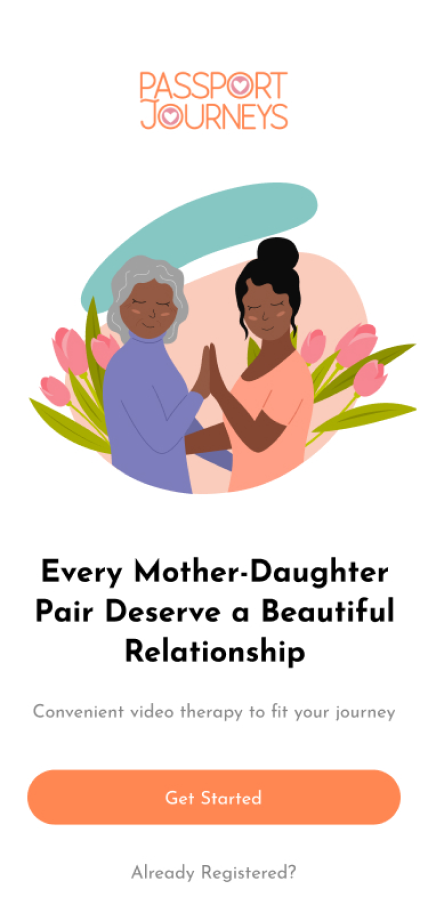 PASSPORT
JOURNEYS
Every Mother-Daughter
Pair Deserve a Beautiful
Relationship
Convenient video therapy to fit your journey
Get Started
Already Registered?